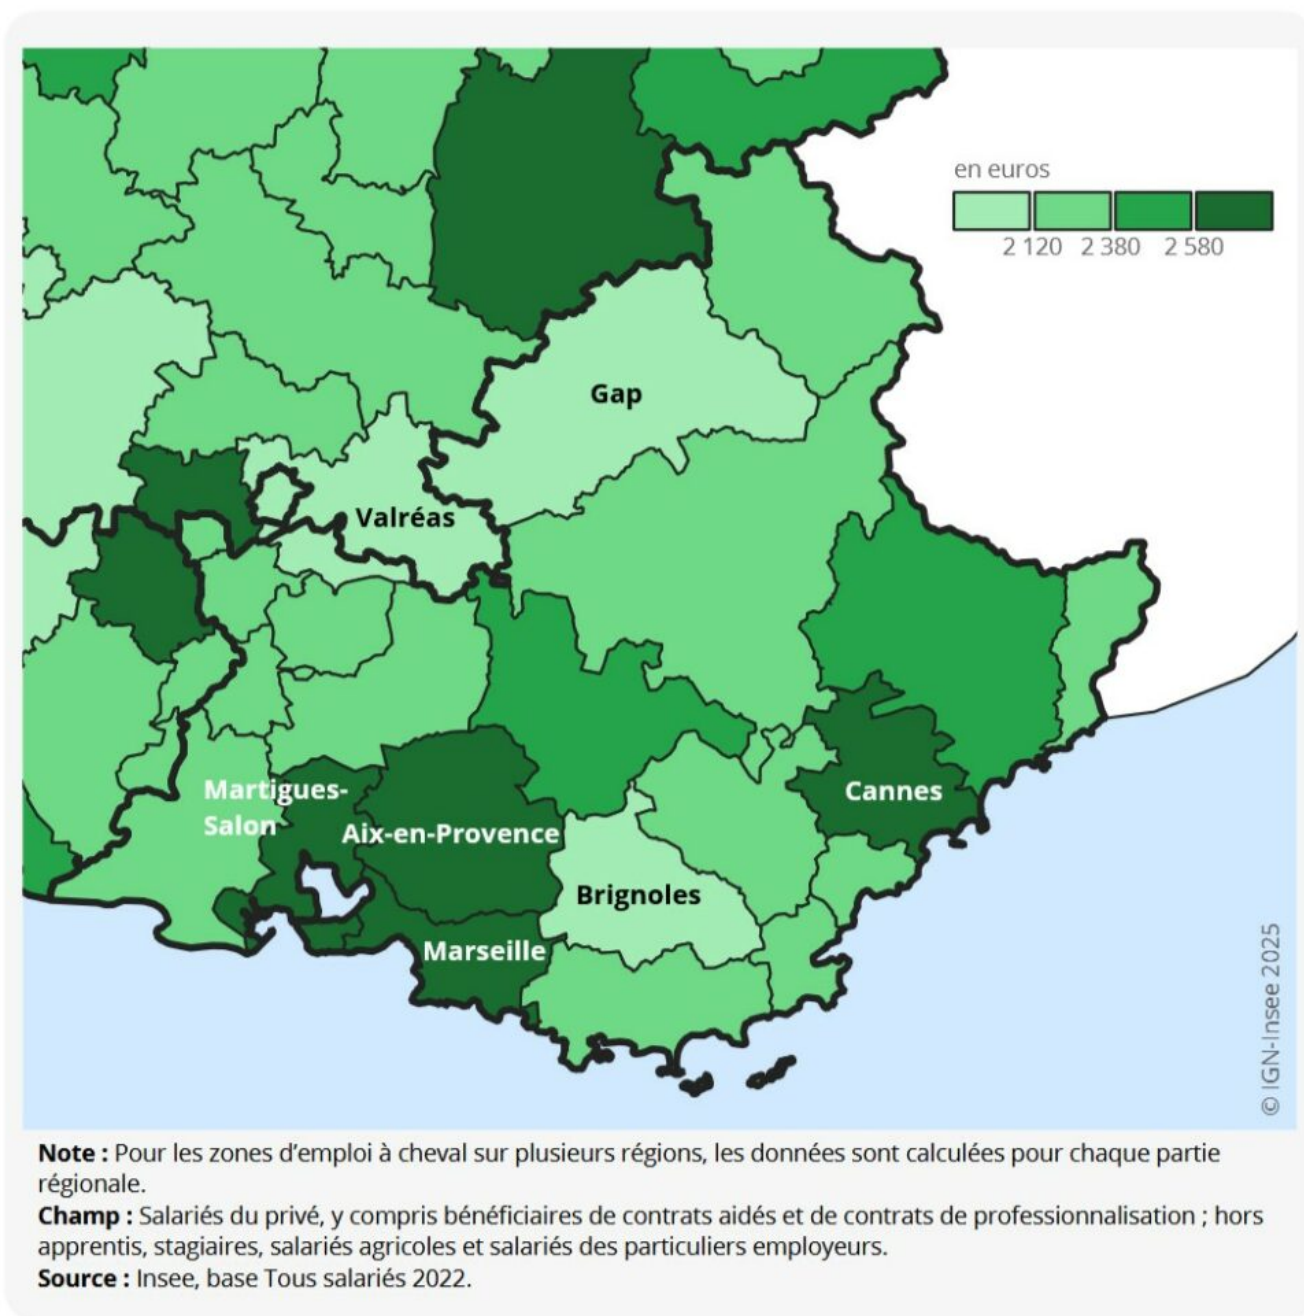 en euros
2 120 2 380 2 580
Gap
Valréas
Martigues-
Salon
Aix-en-Provence
Cannes
Brignoles
Marseille
© IGN-Insee 2025
Note : Pour les zones d’emploi à cheval sur plusieurs régions, les données sont calculées pour chaque partie
régionale.
Champ : Salariés du privé, y compris bénéficiaires de contrats aidés et de contrats de professionnalisation ; hors
apprentis, stagiaires, salariés agricoles et salariés des particuliers employeurs.
Source : Insee, base Tous salariés 2022.